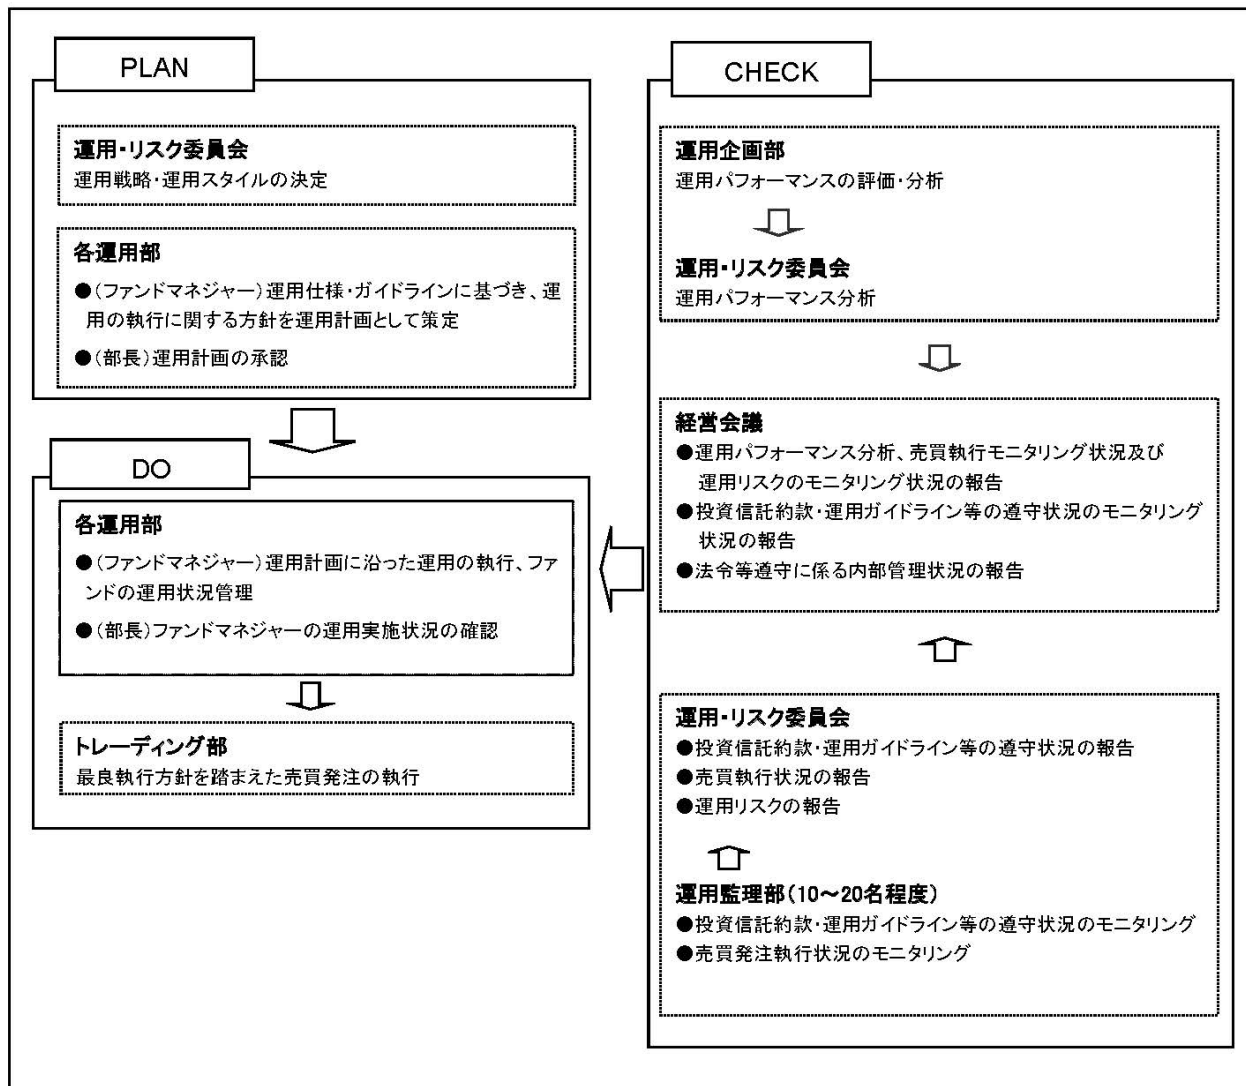 PLAN
運用・リスク委員会
運用戦略・運用スタイルの決定
各運用部
●(ファンドマネジャー)運用仕様・ガイドラインに基づき、運
用の執行に関する方針を運用計画として策定
●(部長)運用計画の承認
DO
各運用部
●(ファンドマネジャー)運用計画に沿った運用の執行、ファ
ンドの運用状況管理
●(部長)ファンドマネジャーの運用実施状況の確認
トレーディング部
最良執行方針を踏まえた売買発注の執行
CHECK
運用企画部
運用パフォーマンスの評価・分析
運用・リスク委員会
運用パフォーマンス分析
経営会議
●運用パフォーマンス分析、売買執行モニタリング状況及び
運用リスクのモニタリング状況の報告
●投資信託約款・運用ガイドライン等の遵守状況のモニタリング
状況の報告
●法令等遵守に係る内部管理状況の報告
運用・リスク委員会
●投資信託約款・運用ガイドライン等の遵守状況の報告
●売買執行状況の報告
●運用リスクの報告
運用監理部(10～20名程度)
●投資信託約款・運用ガイドライン等の遵守状況のモニタリング
●売買発注執行状況のモニタリング